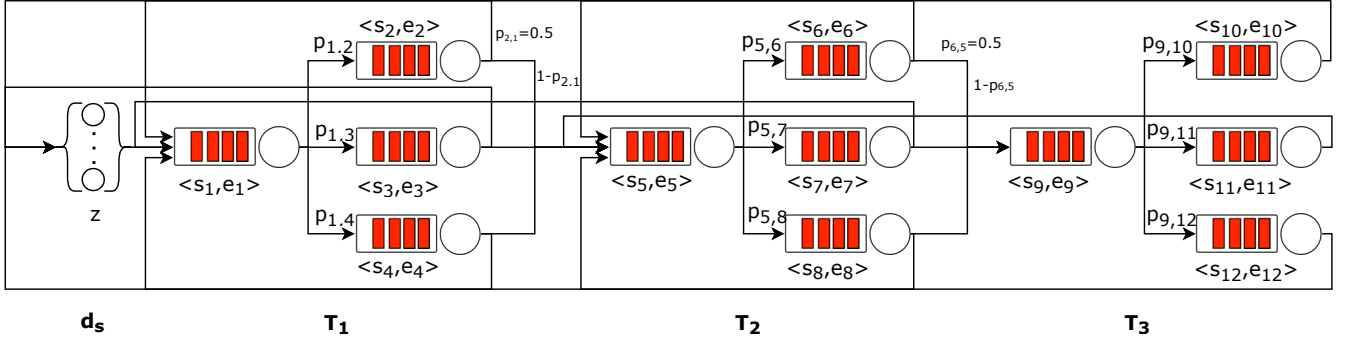 <s2,e2>
p1,2
p2,1=0.5
1-p2,1
<s6,e6>
p5,6
p6,5=0.5
1-p6,5
<s10,e10>
p9,10
z
<s1,e1>
p1,3
<s3,e3>
<s5,e5>
p5,7
<s7,e7>
<s9,e9>
p9,11
<s11,e11>
p1,4
<s4,e4>
p5,8
<s8,e8>
p9,12
<s12,e12>
ds
T1
T2
T3